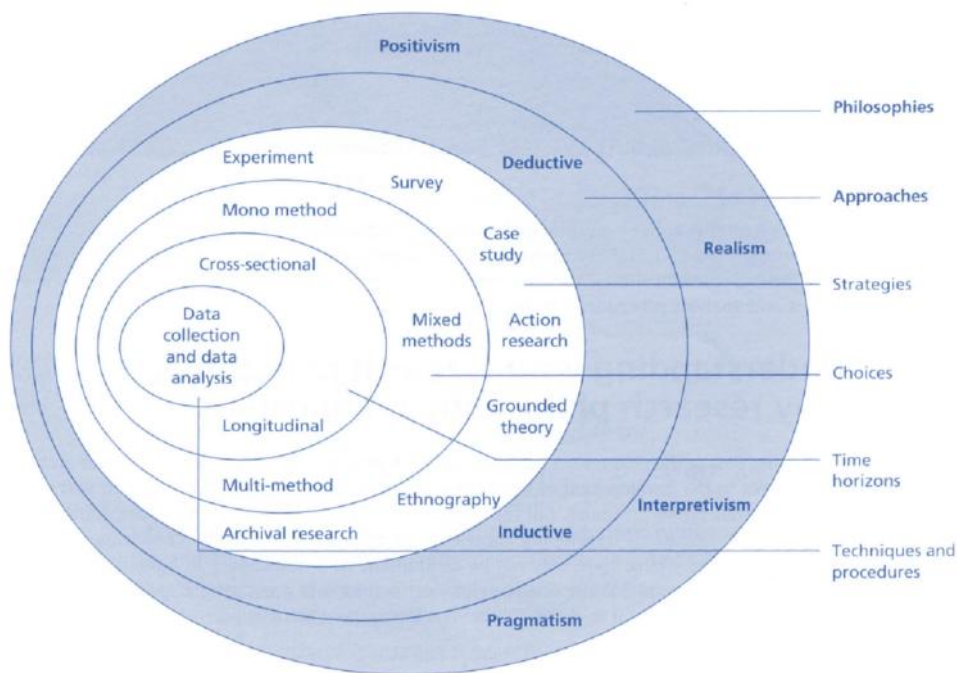 Positivism
Philosophies
Experiment
Deductive
Survey
Approaches
Mono method
Case
study
Realism
Cross-sectional
Strategies
Data
collection
and data
analysis
Mixed
methods
Action
research
Choices
Grounded
theory
Longitudinal
Time
horizons
Multi-method
Ethnography
Interpretivism
Archival research
Inductive
Techniques and
procedures
Pragmatism